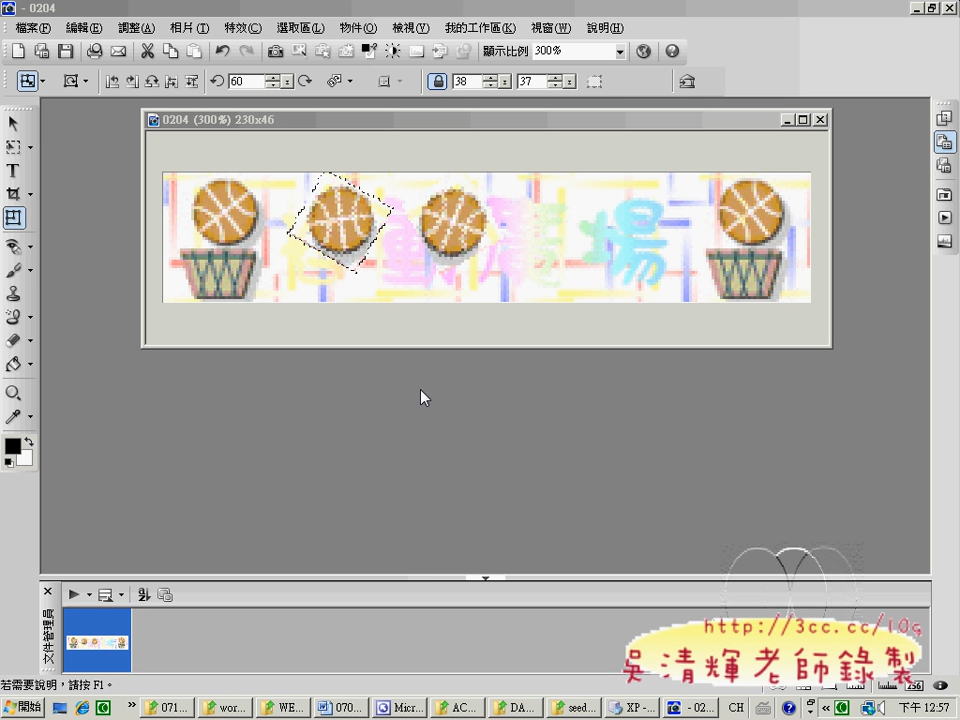 - 0204
檔案(F) 編輯(E) 調整(A) 相片(I) 特效(C) 選取區(L) 物件(O) 檢視(V) 我的工作區(K) 視窗(W) 說明(H)
顯示比例 300%
60 38 37
0204 (300%) 230x46
動 場
T
文件管理員
http://3cc.cc/10q
吳清輝老師錄製
若需要說明，請按 F1。
256
開始 071... wor... WE... 070... Micr... AC... DA... seed... XP -... - 02... CH 下午 12:57